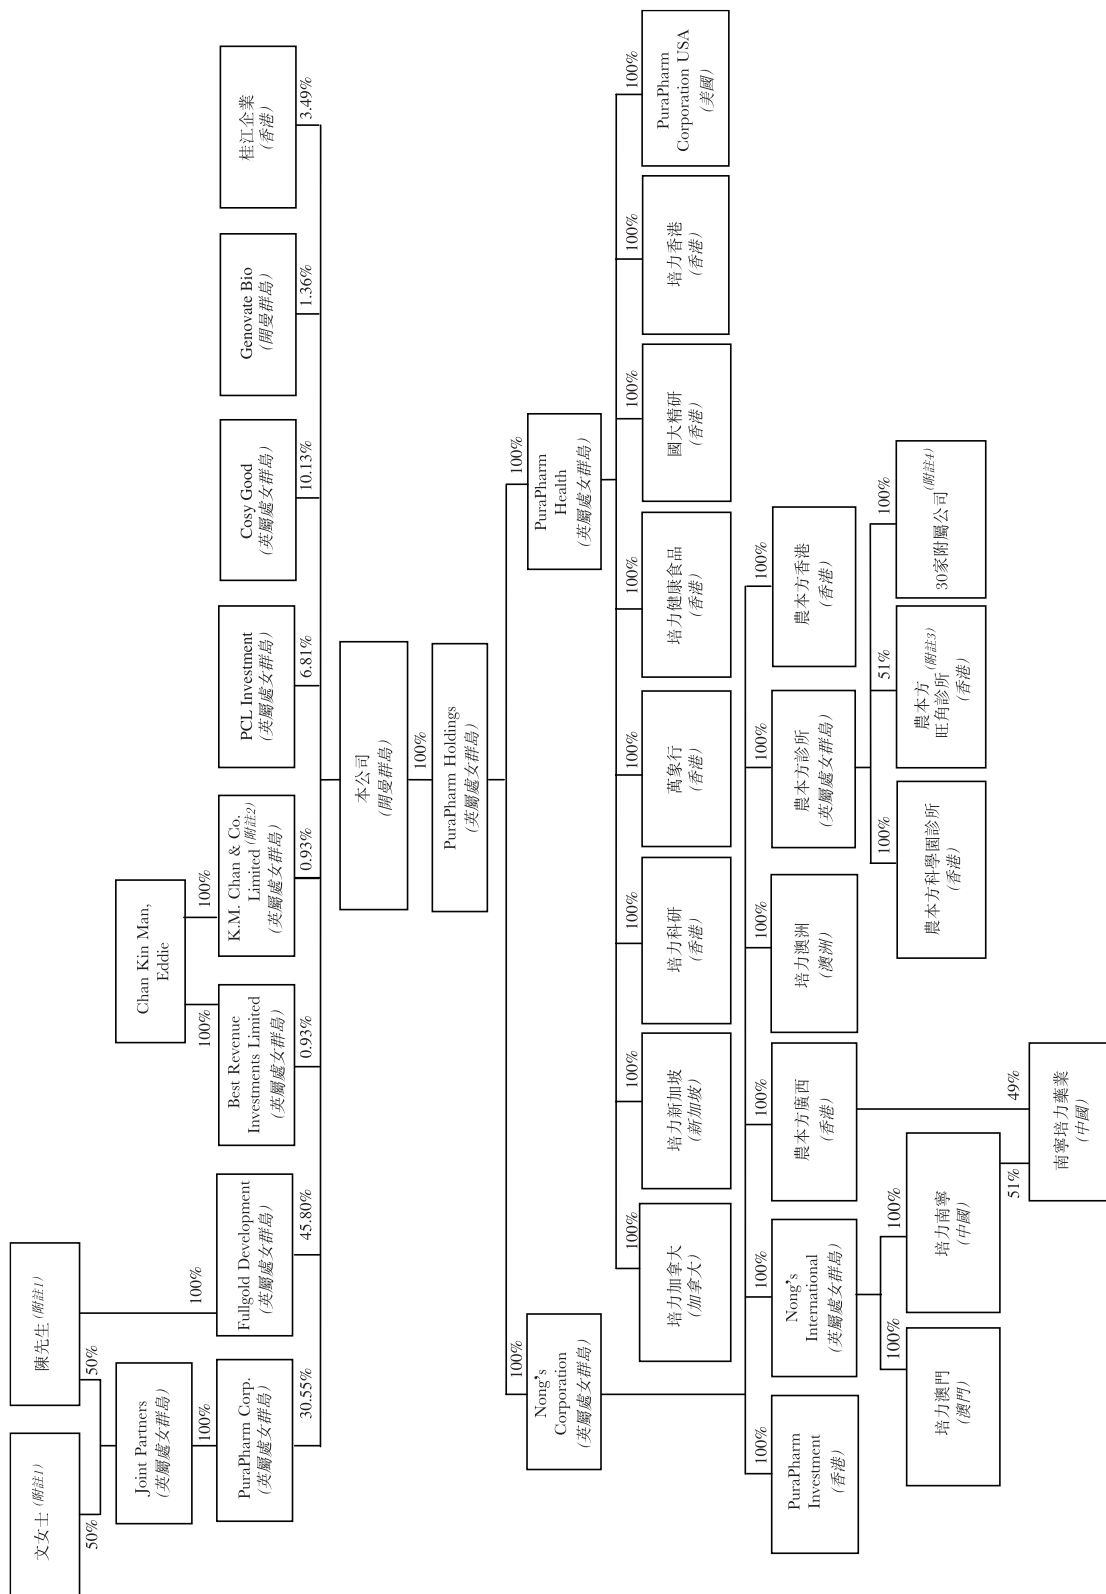 文女士(附註1)
陳先生(附註1)
50%
50%
Joint Partners
(英屬處女群島)
Chan Kin Man,
Eddie
100%
100%
100%
100%
PuraPharm Corp.
(英屬處女群島)
Fullgold Development
(英屬處女群島)
Best Revenue
Investments Limited
(英屬處女群島)
K.M. Chan & Co.
Limited(附註2)
(英屬處女群島)
PCL Investment
(英屬處女群島)
Cosy Good
(英屬處女群島)
Genovate Bio
(開曼群島)
桂江企業
(香港)
30.55%
45.80%
0.93%
0.93%
6.81%
10.13%
1.36%
3.49%
本公司
(開曼群島)
100%
PuraPharm Holdings
(英屬處女群島)
100%
100%
Nong's
Corporation
(英屬處女群島)
PuraPharm
Health
(英屬處女群島)
100%
100%
100%
100%
100%
100%
100%
100%
培力加拿大
(加拿大)
培力新加坡
(新加坡)
培力科研
(香港)
萬象行
(香港)
培力健康食品
(香港)
國大精研
(香港)
培力香港
(香港)
PuraPharm
Corporation USA
(美國)
100%
100%
100%
100%
100%
100%
PuraPharm
Investment
(香港)
Nong's
International
(英屬處女群島)
農本方廣西
(香港)
培力澳洲
(澳洲)
農本方診所
(英屬處女群島)
農本方香港
(香港)
100%
100%
100%
51%
100%
培力澳門
(澳門)
培力南寧
(中國)
農本方科學園診所
(香港)
農本方
旺角診所(附註3)
(香港)
30家附屬公司(附註4)
51%
49%
南寧培力藥業
(中國)